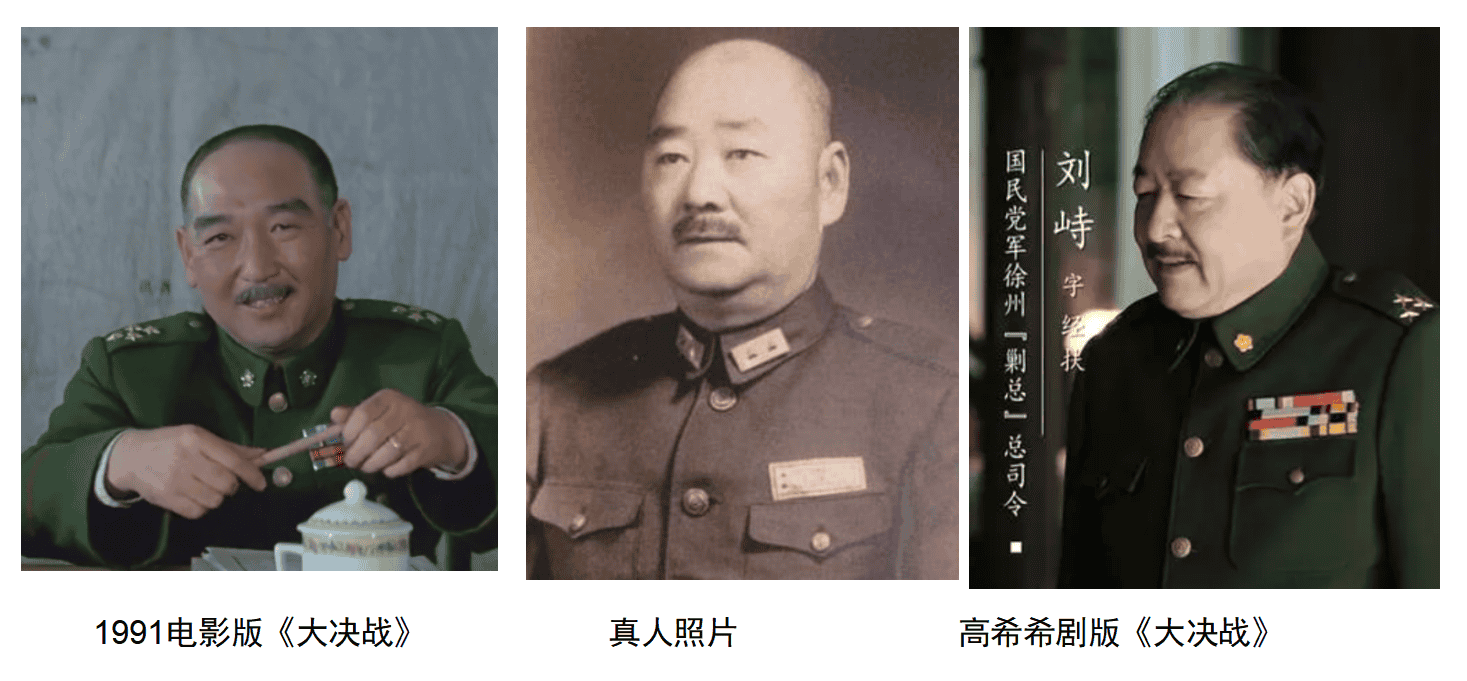 刘峙
字经扶
国民党军徐州『剿总』总司令
1991电影版《大决战》
真人照片
高希希剧版《大决战》